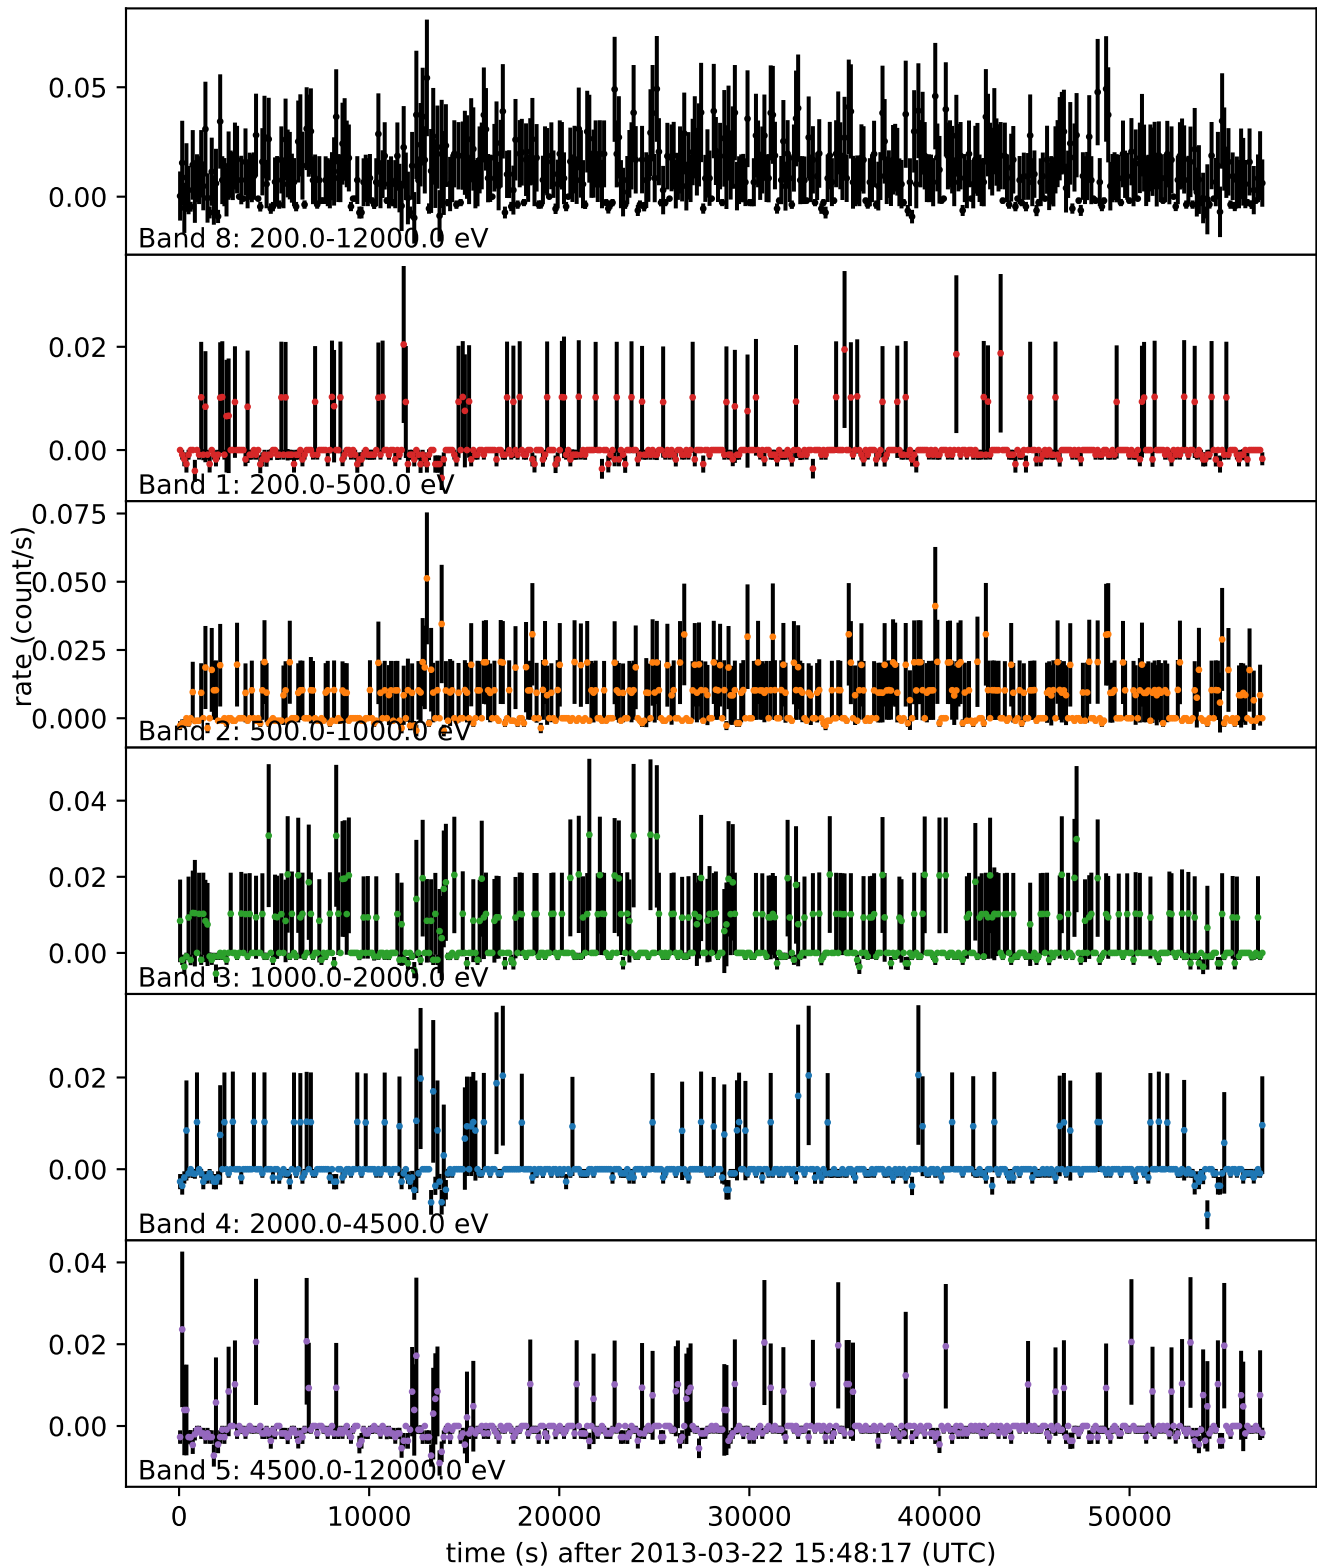 0.05
0.00
Band 8: 200.0-12000.0 eV
0.02
0.00
Band 1: 200.0-500.0 eV
rate (count/s)
0.075
0.050
0.025
0.000
Band 2: 500.0-1000.0 eV
0.04
0.02
0.00
Band 3: 1000.0-2000.0 eV
0.02
0.00
Band 4: 2000.0-4500.0 eV
0.04
0.02
0.00
Band 5: 4500.0-12000.0 eV
0 10000 20000 30000 40000 50000
time (s) after 2013-03-22 15:48:17 (UTC)